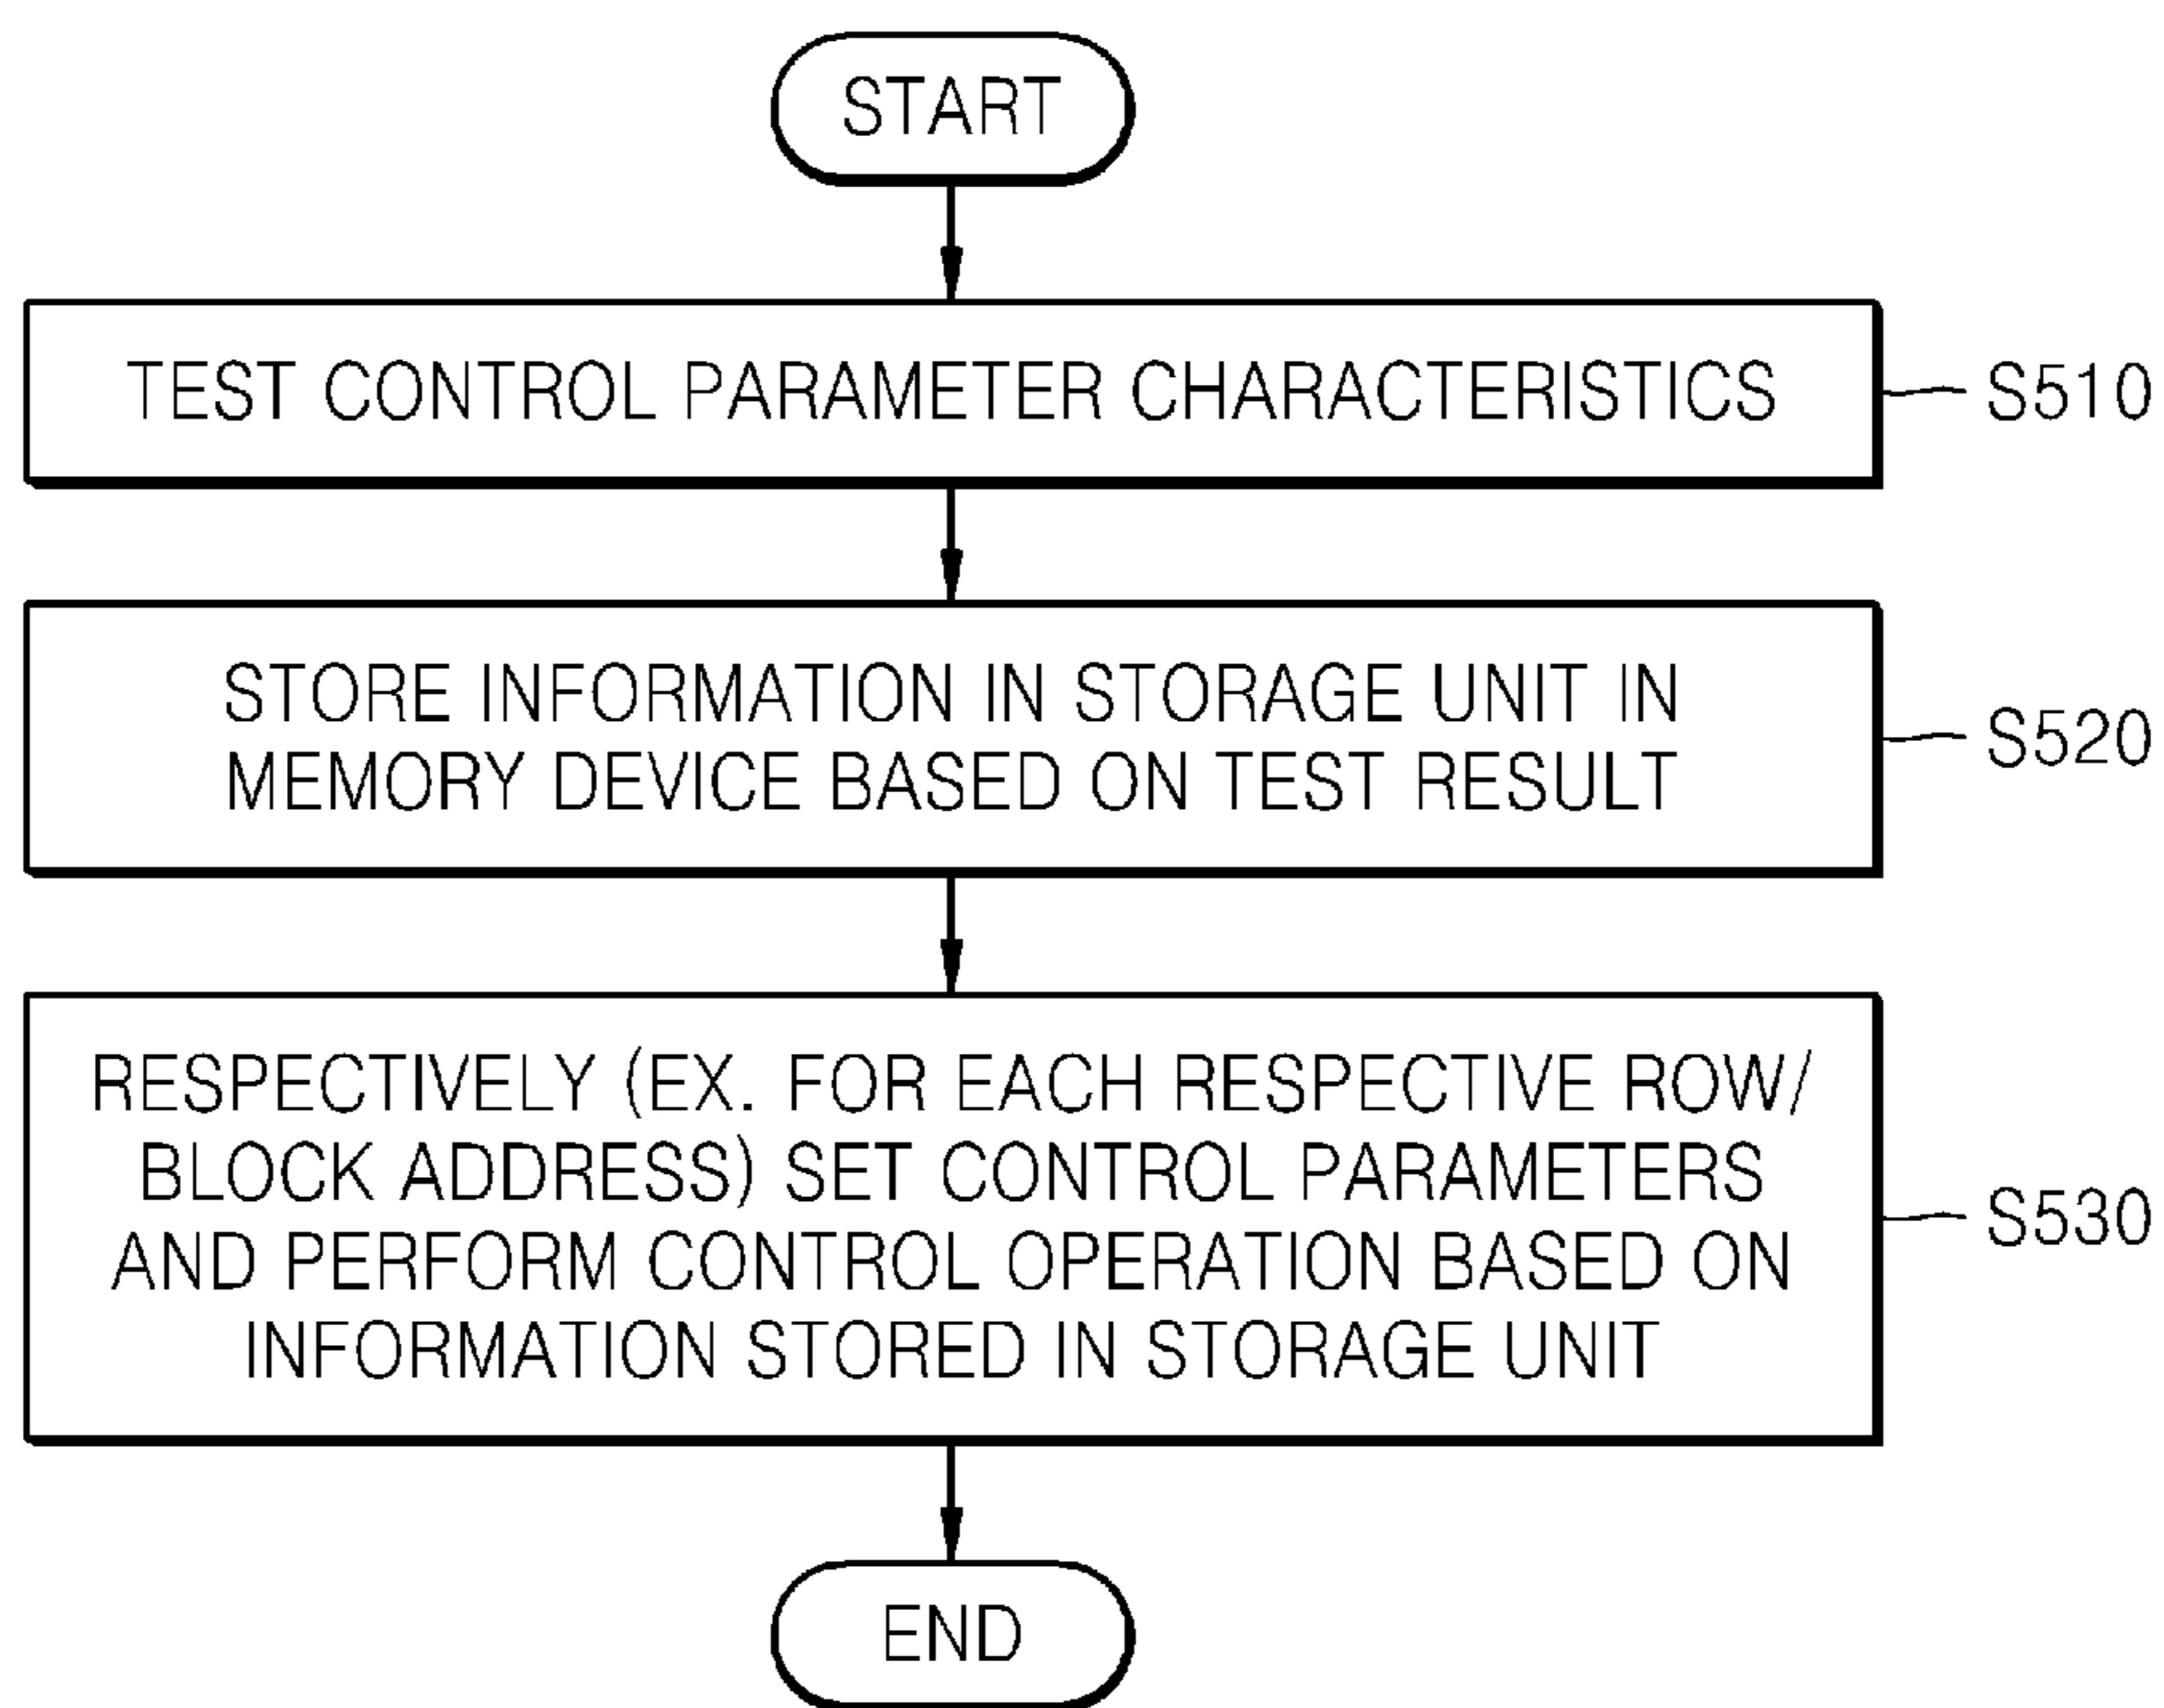 START
TEST CONTROL PARAMETER CHARACTERISTICS
S510
STORE INFORMATION IN STORAGE UNIT IN
MEMORY DEVICE BASED ON TEST RESULT
S520
RESPECTIVELY (EX. FOR EACH RESPECTIVE ROW/
BLOCK ADDRESS) SET CONTROL PARAMETERS
AND PERFORM CONTROL OPERATION BASED ON
INFORMATION STORED IN STORAGE UNIT
S530
END